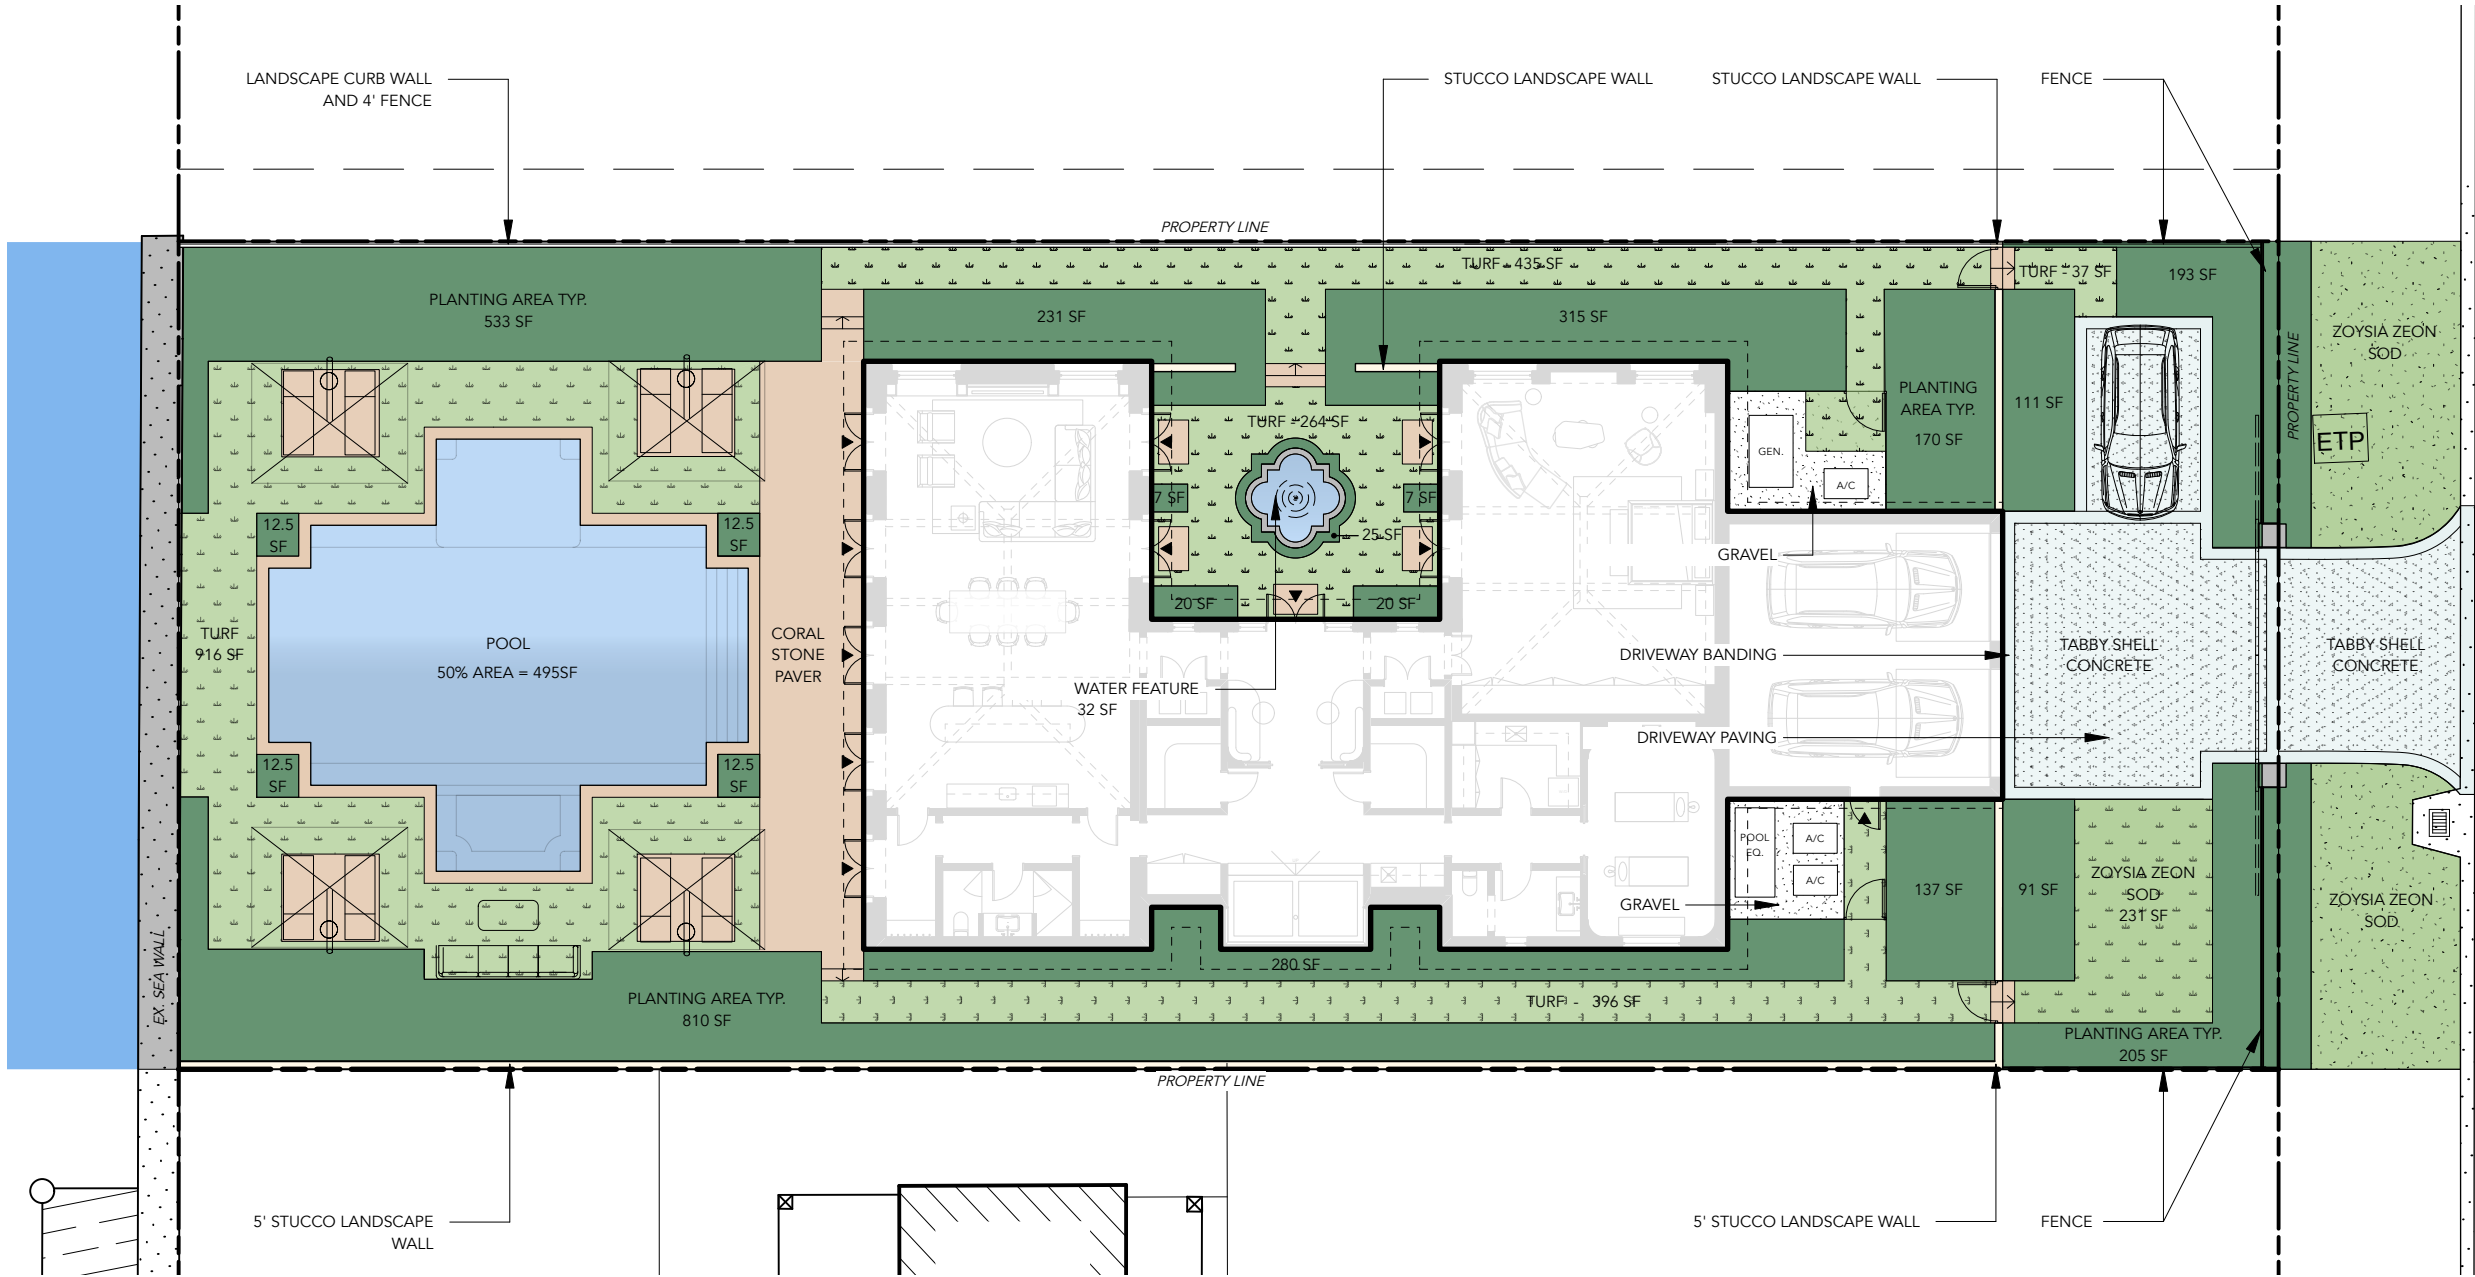 LANDSCAPE CURB WALL
AND 4' FENCE
STUCCO LANDSCAPE WALL
STUCCO LANDSCAPE WALL
FENCE
PROPERTY LINE
TURF - 435 SF
TURF - 37 SF
193 SF
PLANTING AREA TYP.
533 SF
231 SF
315 SF
ZOYSIA ZEON
SOD
PROPERTY LINE
PLANTING
AREA TYP.
170 SF
111 SF
TURF - 264 SF
ETP
GEN.
A/C
7 SF
7 SF
12.5
SF
12.5
SF
25 SF
GRAVEL
20 SF
20 SF
TURF
916 SF
POOL
50% AREA = 495SF
CORAL
STONE
PAVER
DRIVEWAY BANDING
TABBY SHELL
CONCRETE
TABBY SHELL
CONCRETE
WATER FEATURE
32 SF
DRIVEWAY PAVING
12.5
SF
12.5
SF
POOL
EQ.
A/C
A/C
GRAVEL
137 SF
91 SF
ZOYSIA ZEON
SOD
231 SF
ZOYSIA ZEON
SOD
EX. SEA WALL
280 SF
PLANTING AREA TYP.
810 SF
TURF - 396 SF
PLANTING AREA TYP.
205 SF
PROPERTY LINE
5' STUCCO LANDSCAPE
WALL
5' STUCCO LANDSCAPE WALL
FENCE